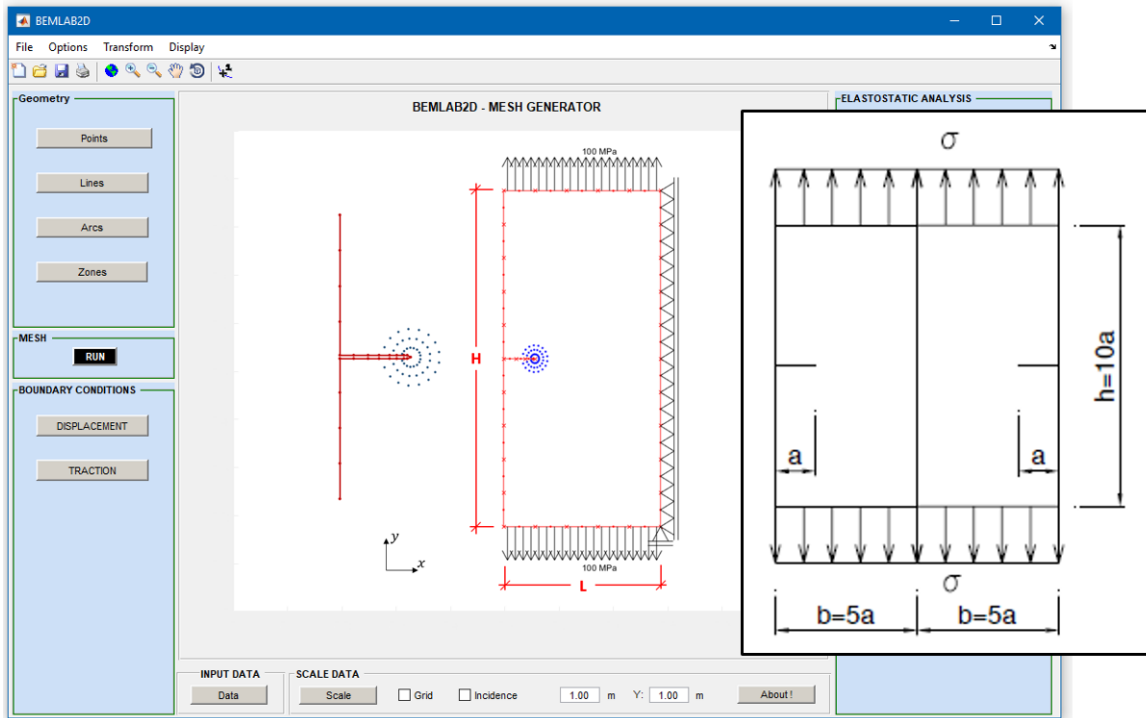 BEMLAB2D
File Options Transform Display
Geometry
Points
Lines
Arcs
Zones
MESH
RUN
BOUNDARY CONDITIONS
DISPLACEMENT
TRACTION
BEMLAB2D - MESH GENERATOR
100 MPa
H
y
x
100 MPa
L
ELASTOSTATIC ANALYSIS
σ
a
a
h=10a
σ
b=5a b=5a
INPUT DATA
Data
SCALE DATA
Scale Grid Incidence 1.00 m Y: 1.00 m About !